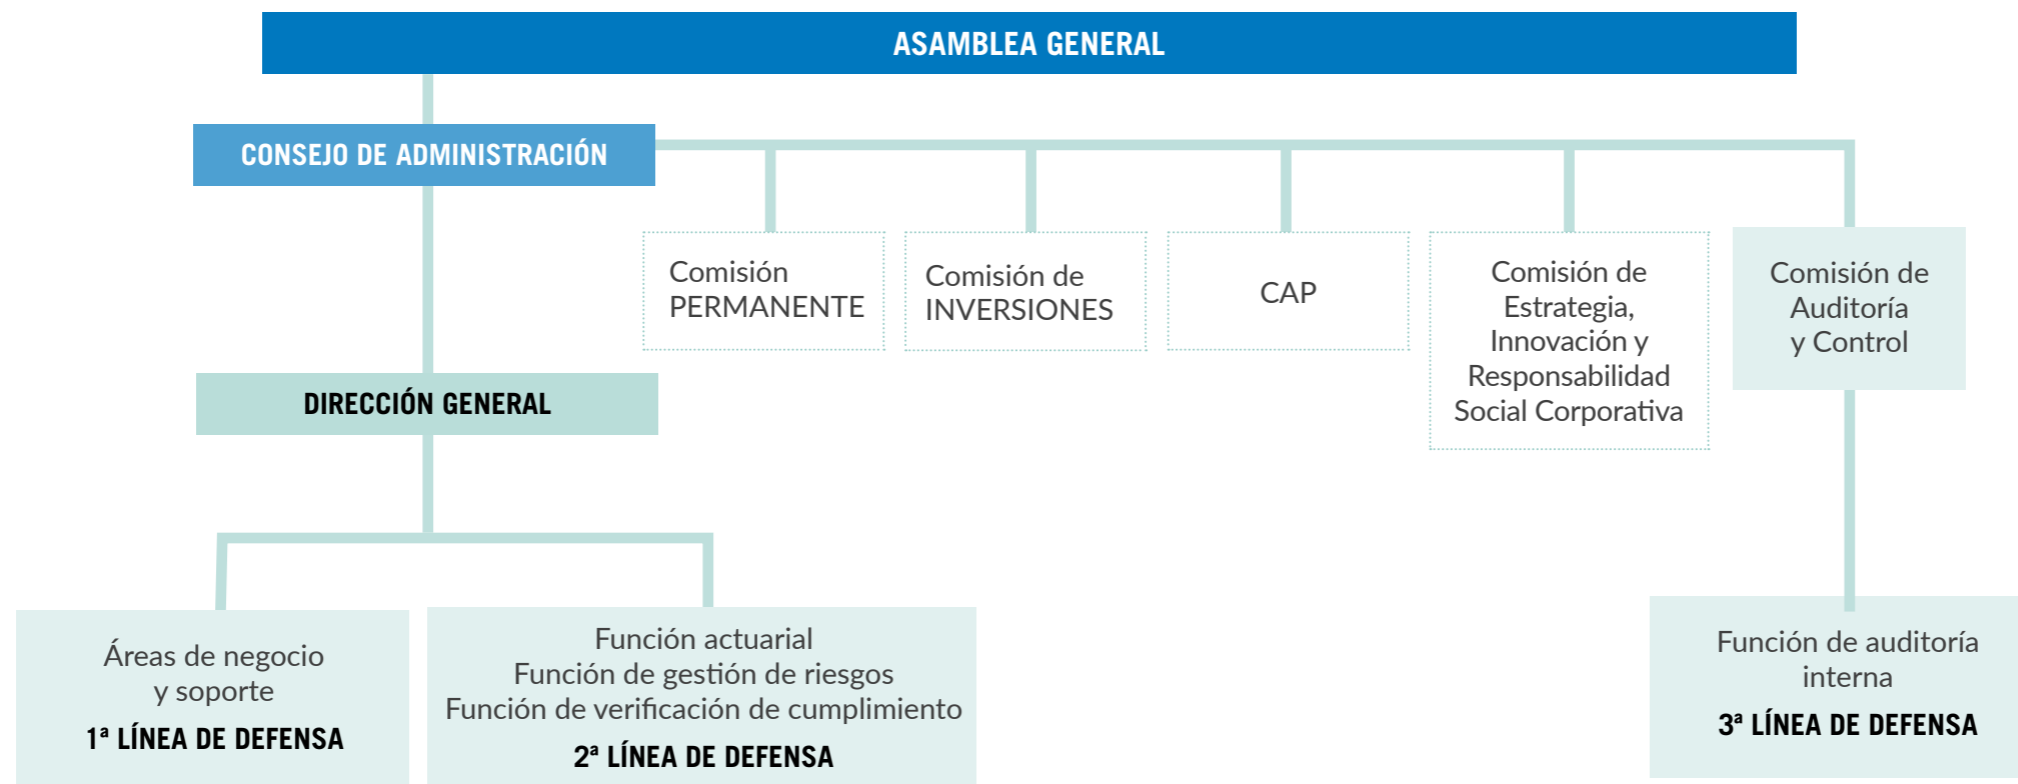 ASAMBLEA GENERAL
CONSEJO DE ADMINISTRACIÓN
Comisión
PERMANENTE
Comisión de
INVERSIONES
CAP
Comisión de
Estrategia,
Innovación y
Responsabilidad
Social Corporativa
Comisión de
Auditoría
y Control
DIRECCIÓN GENERAL
Áreas de negocio
y soporte
1ª LÍNEA DE DEFENSA
Función actuarial
Función de gestión de riesgos
Función de verificación de cumplimiento
2ª LÍNEA DE DEFENSA
Función de auditoría
interna
3ª LÍNEA DE DEFENSA